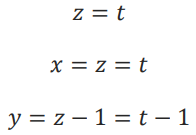 z = t
x = z = t
y = z − 1 = t − 1